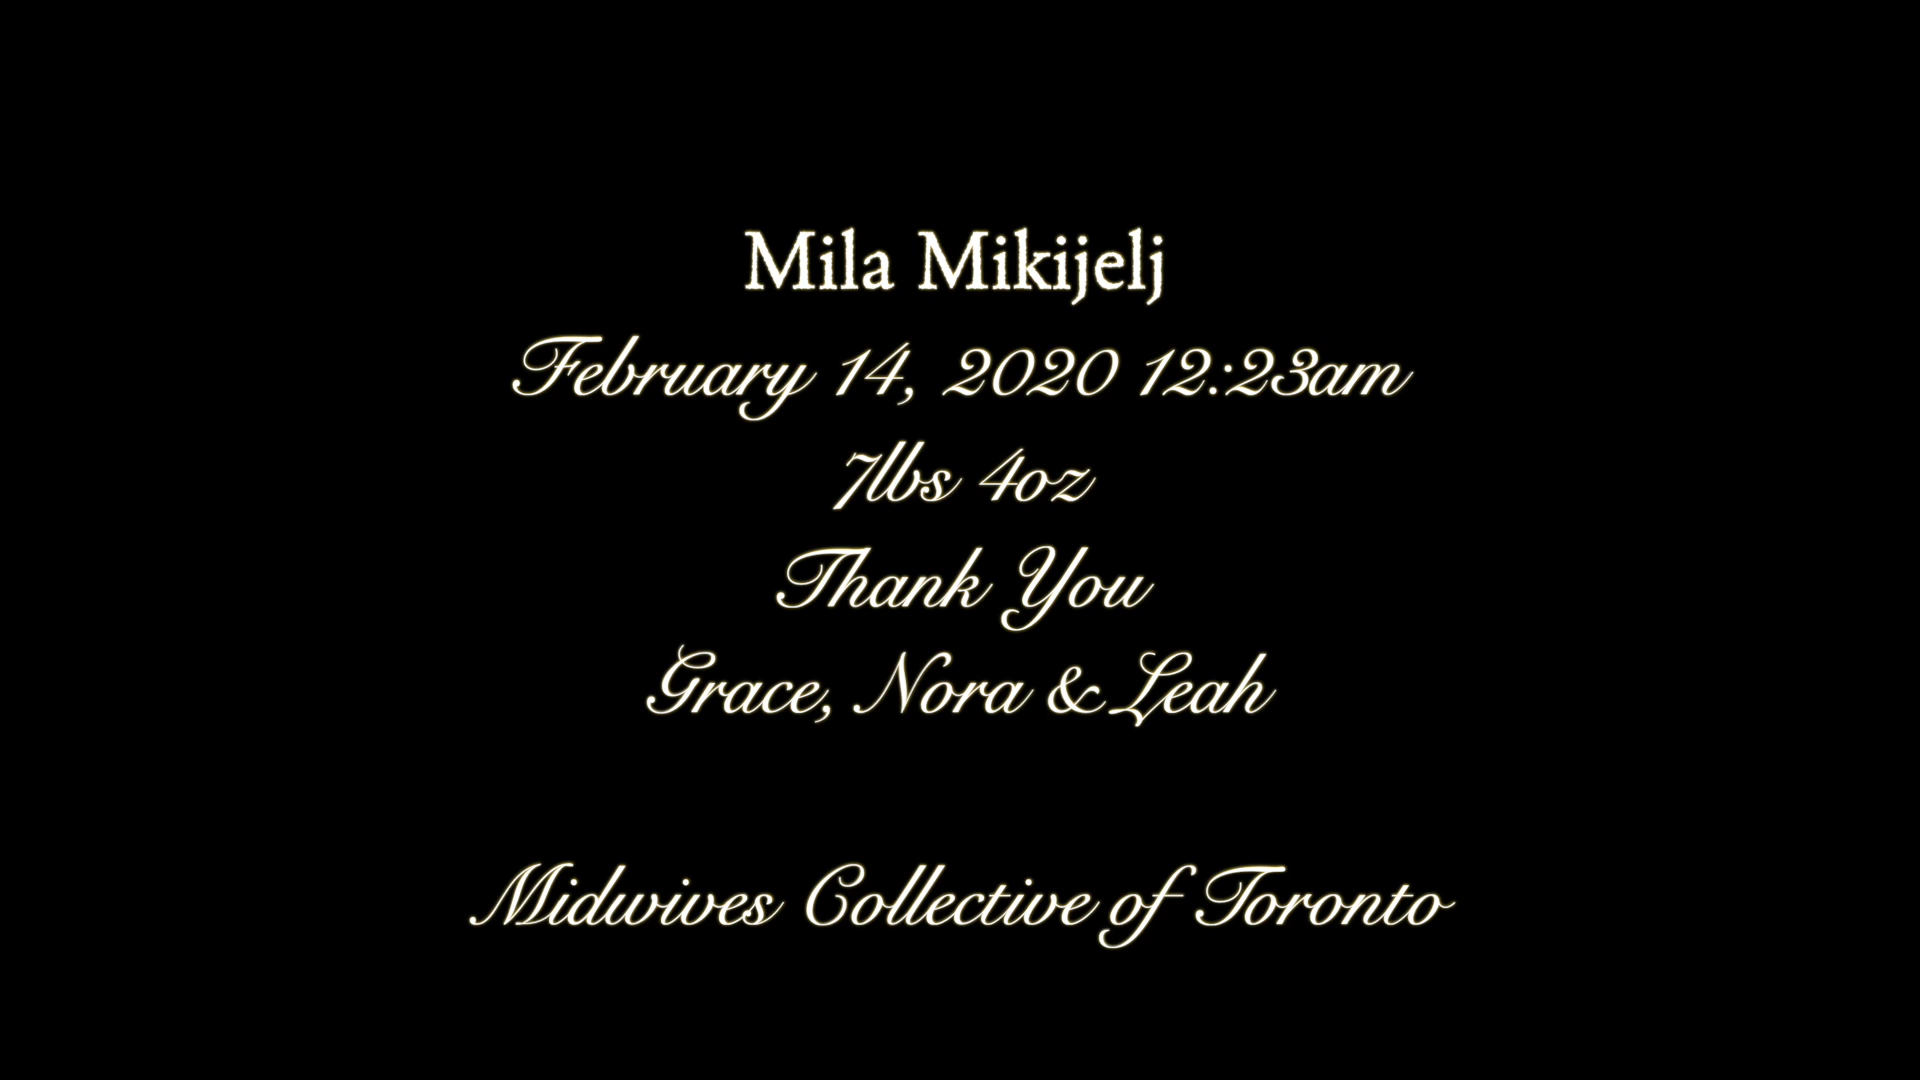 Mila Mikijelj
February 14, 2020 12:23am
7lbs 4oz
Thank You
Grace, Nora & Leah
Midwives Collective of Toronto